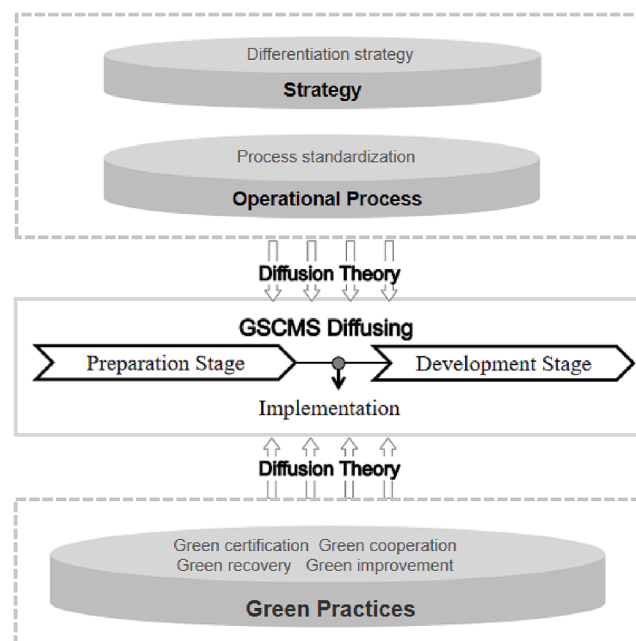 Differentiation strategy
Strategy
Process standardization
Operational Process
Diffusion Theory
GSCMS Diffusing
Preparation Stage
Development Stage
Implementation
Diffusion Theory
Green certification Green cooperation
Green recovery Green improvement
Green Practices